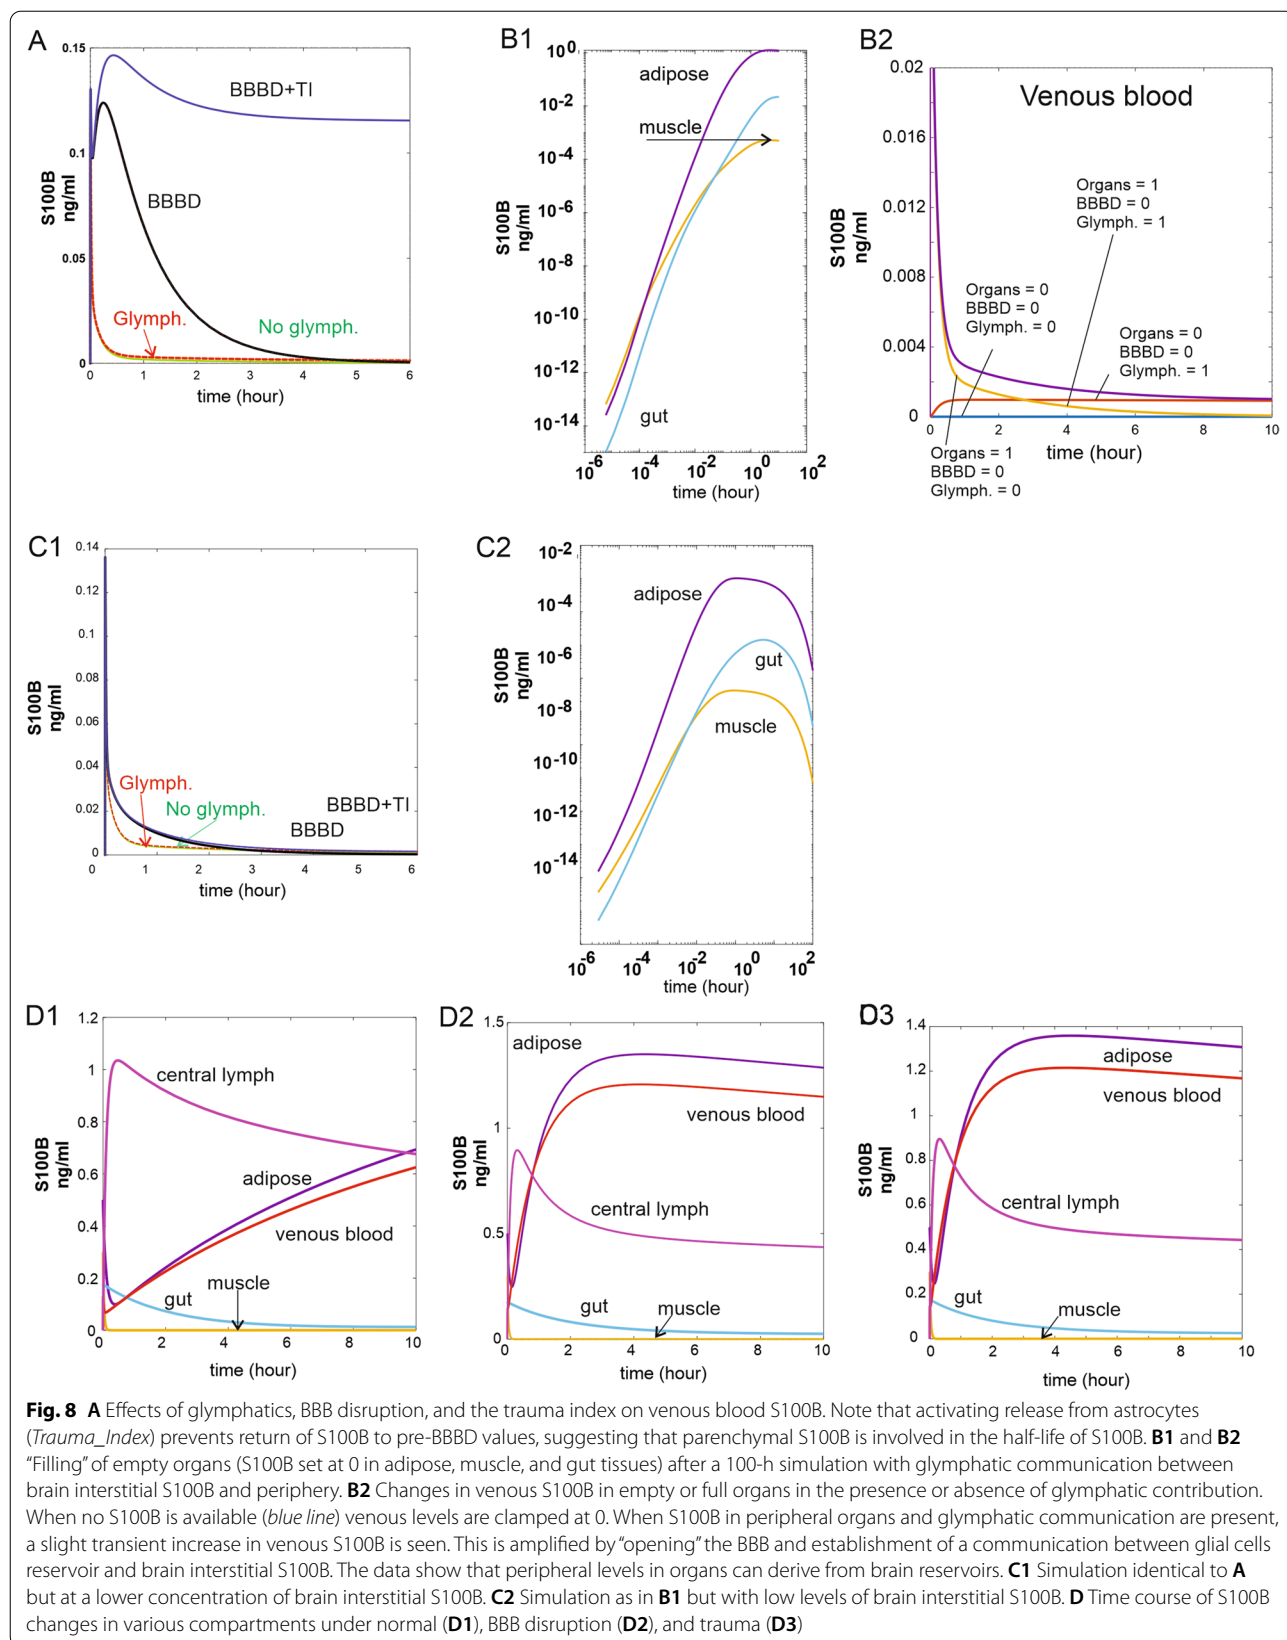 A
0.15
0.1
0.05
0
S100B
ng/ml
BBBD+TI
BBBD
Glymph.
No glymph.
0 1 2 3 4 5 6
time (hour)
B1
10^0
10^-2
10^-4
10^-6
10^-8
10^-10
10^-12
10^-14
S100B
ng/ml
adipose
muscle
gut
10^-6 10^-4 10^-2 10^0 10^2
time (hour)
B2
Venous blood
0.02
0.016
0.012
0.008
0.004
0
S100B
ng/ml
Organs = 1
BBBD = 0
Glymph. = 1
Organs = 0
BBBD = 0
Glymph. = 0
Organs = 0
BBBD = 0
Glymph. = 1
0 2 4 6 8 10
Organs = 1
BBBD = 0
Glymph. = 0
time (hour)
C1
0.14
0.12
0.1
0.08
0.06
0.04
0.02
0
S100B
ng/ml
Glymph.
No glymph.
BBBD+TI
BBBD
0 1 2 3 4 5 6
time (hour)
C2
10^-2
10^-4
10^-6
10^-8
10^-10
10^-12
10^-14
S100B
ng/ml
adipose
gut
muscle
10^-6 10^-4 10^-2 10^0 10^2
time (hour)
D1
1.2
1
0.8
0.6
0.4
0.2
0
S100B
ng/ml
central lymph
adipose
venous blood
muscle
gut
0 2 4 6 8 10
time (hour)
D2
1.5
1
0.5
0
S100B
ng/ml
adipose
venous blood
central lymph
gut
muscle
0 2 4 6 8 10
time (hour)
D3
1.4
1.2
1
0.8
0.6
0.4
0.2
0
S100B
ng/ml
adipose
venous blood
central lymph
gut
muscle
0 2 4 6 8 10
time (hour)
Fig. 8 A Effects of glymphatics, BBB disruption, and the trauma index on venous blood S100B. Note that activating release from astrocytes
(Trauma_Index) prevents return of S100B to pre-BBBD values, suggesting that parenchymal S100B is involved in the half-life of S100B. B1 and B2
“Filling” of empty organs (S100B set at 0 in adipose, muscle, and gut tissues) after a 100-h simulation with glymphatic communication between
brain interstitial S100B and periphery. B2 Changes in venous S100B in empty or full organs in the presence or absence of glymphatic contribution.
When no S100B is available (blue line) venous levels are clamped at 0. When S100B in peripheral organs and glymphatic communication are present,
a slight transient increase in venous S100B is seen. This is amplified by “opening” the BBB and establishment of a communication between glial cells
reservoir and brain interstitial S100B. The data show that peripheral levels in organs can derive from brain reservoirs. C1 Simulation identical to A
but at a lower concentration of brain interstitial S100B. C2 Simulation as in B1 but with low levels of brain interstitial S100B. D Time course of S100B
changes in various compartments under normal (D1), BBB disruption (D2), and trauma (D3)